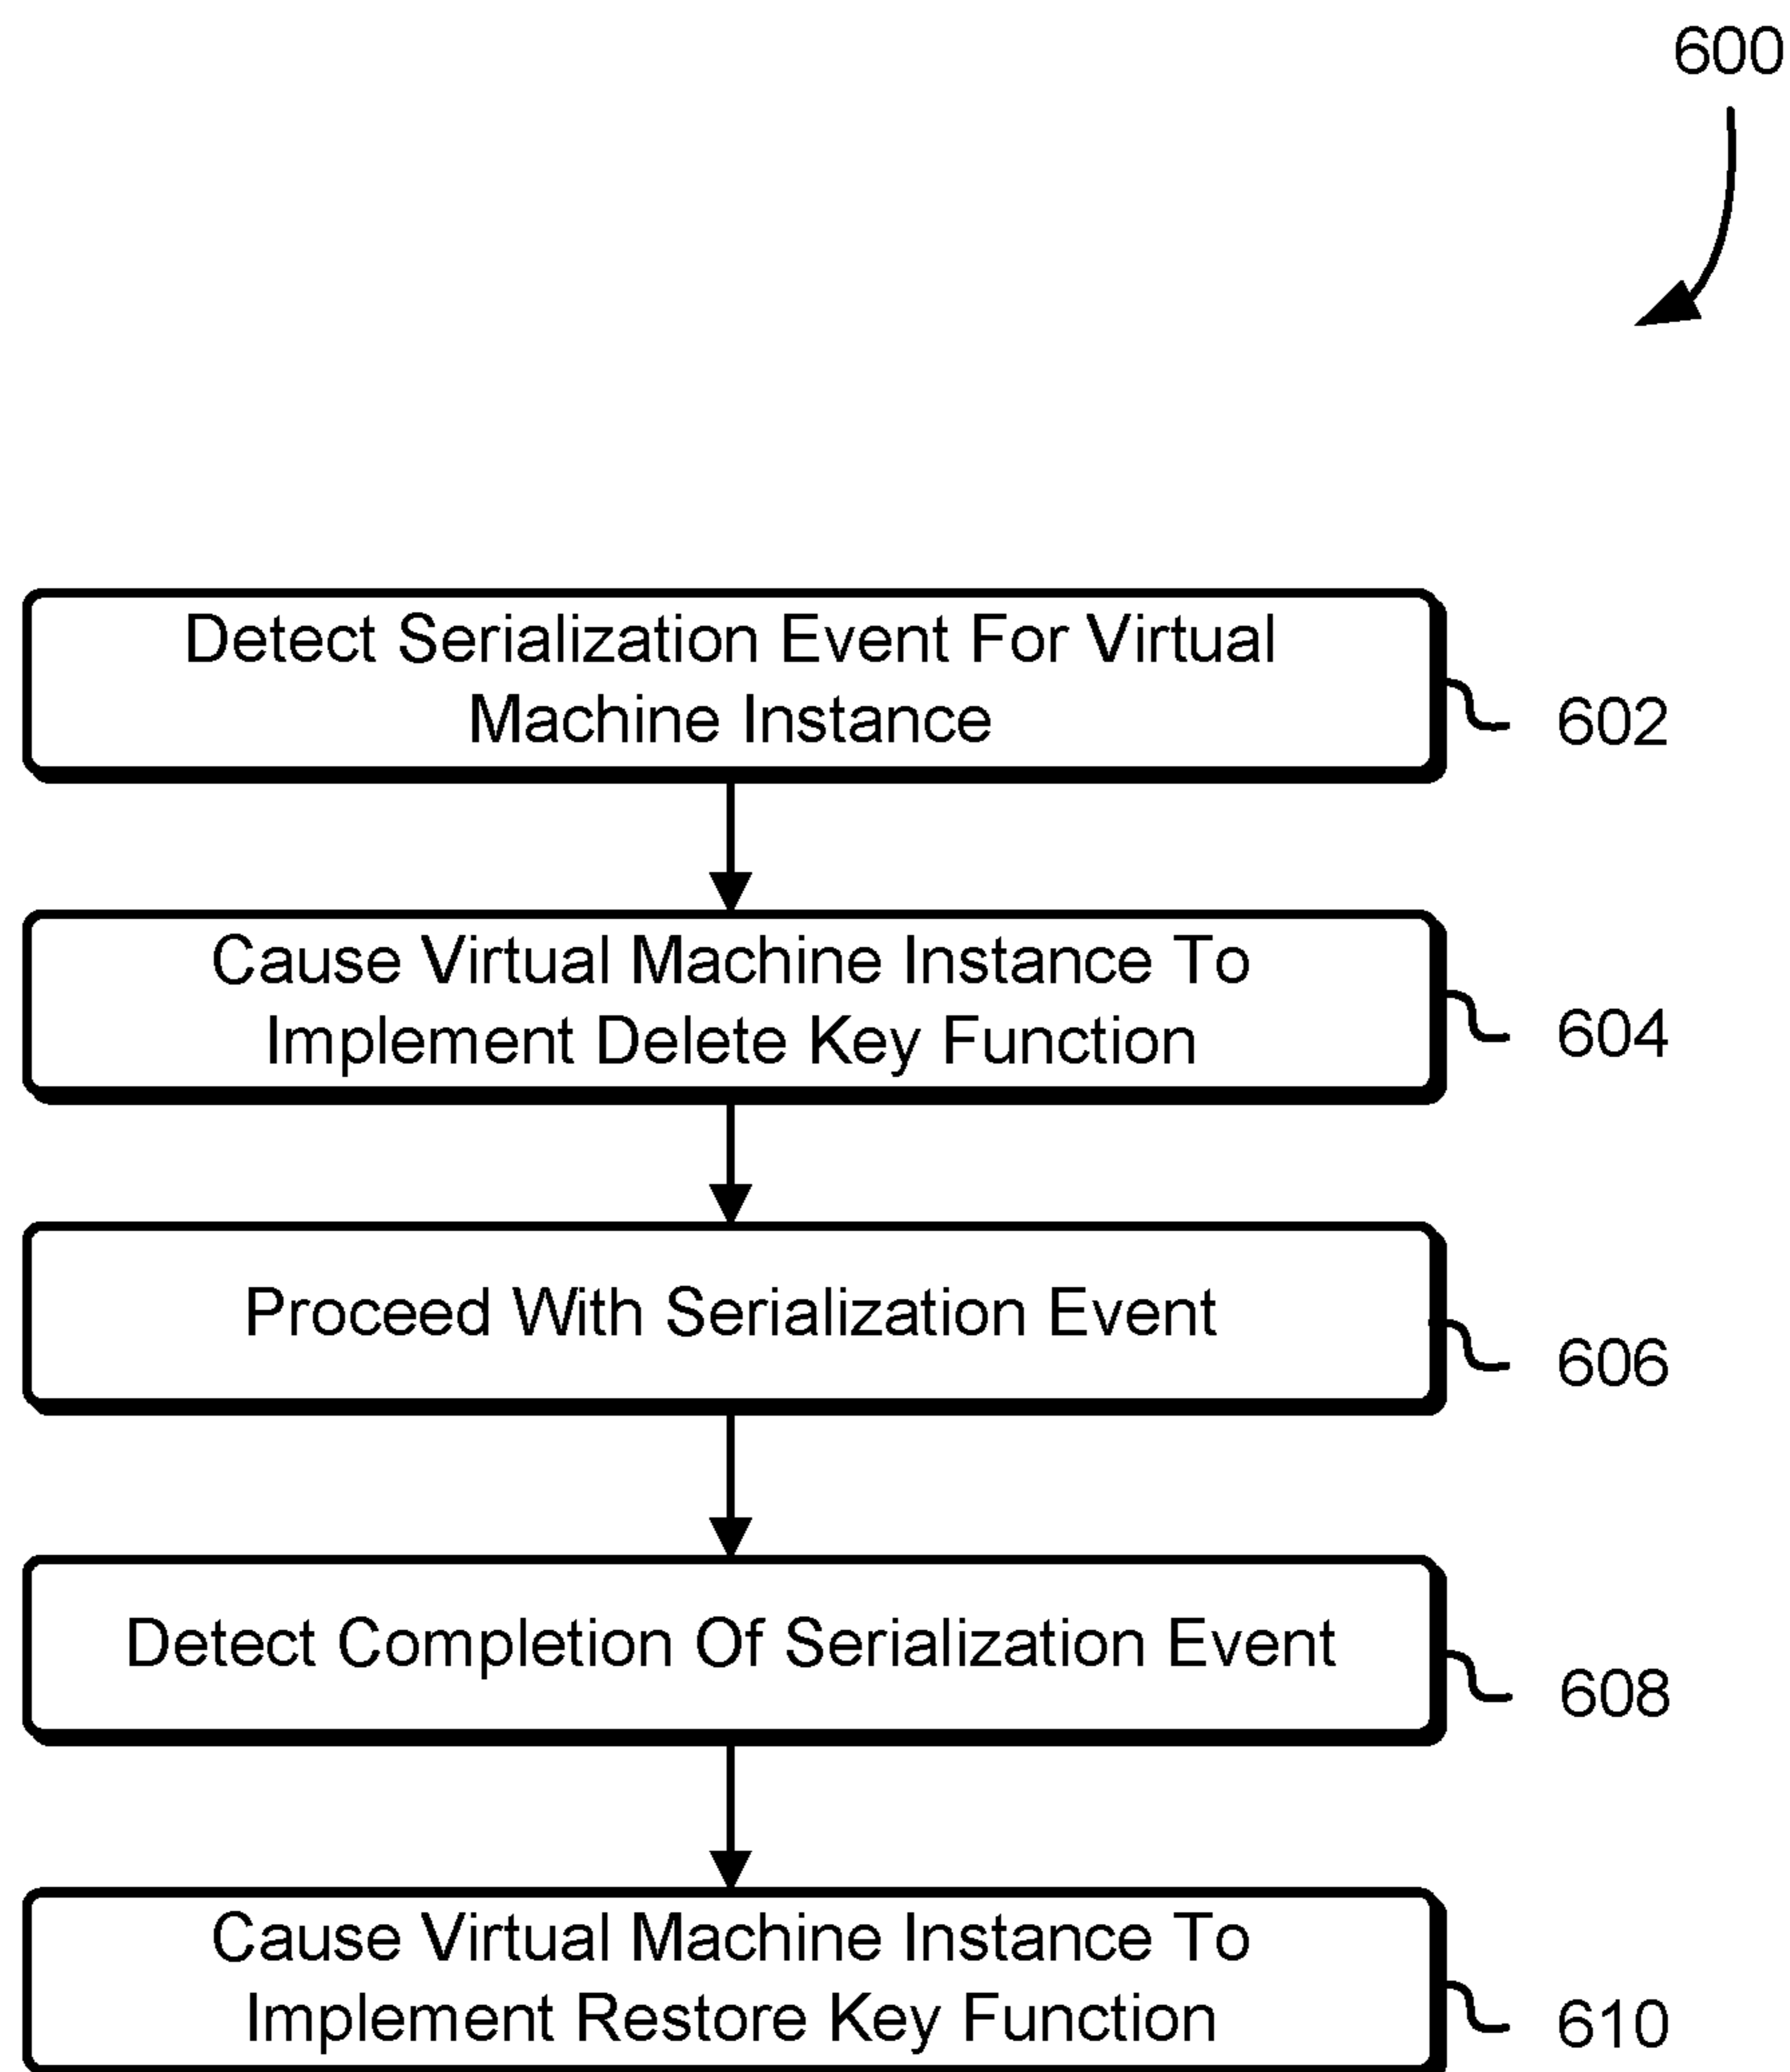 600
Detect Serialization Event For Virtual
Machine Instance
602
Cause Virtual Machine Instance To
Implement Delete Key Function
604
Proceed With Serialization Event
606
Detect Completion Of Serialization Event
608
Cause Virtual Machine Instance To
Implement Restore Key Function
610